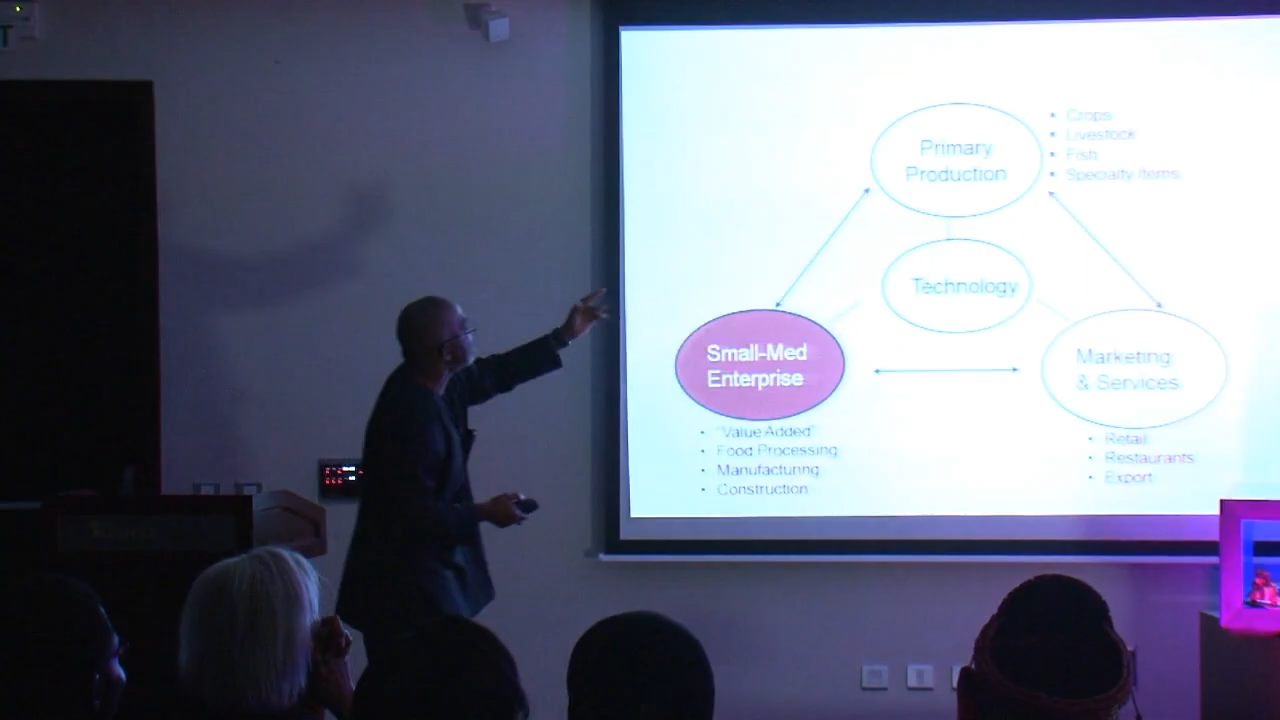 Primary
Production
• Crops
• Livestock
• Fish
• Specialty Items
Technology
Small-Med
Enterprise
• "Value Added"
• Food Processing
• Manufacturing
• Construction
Marketing
& Services
• Retail
• Restaurants
• Export